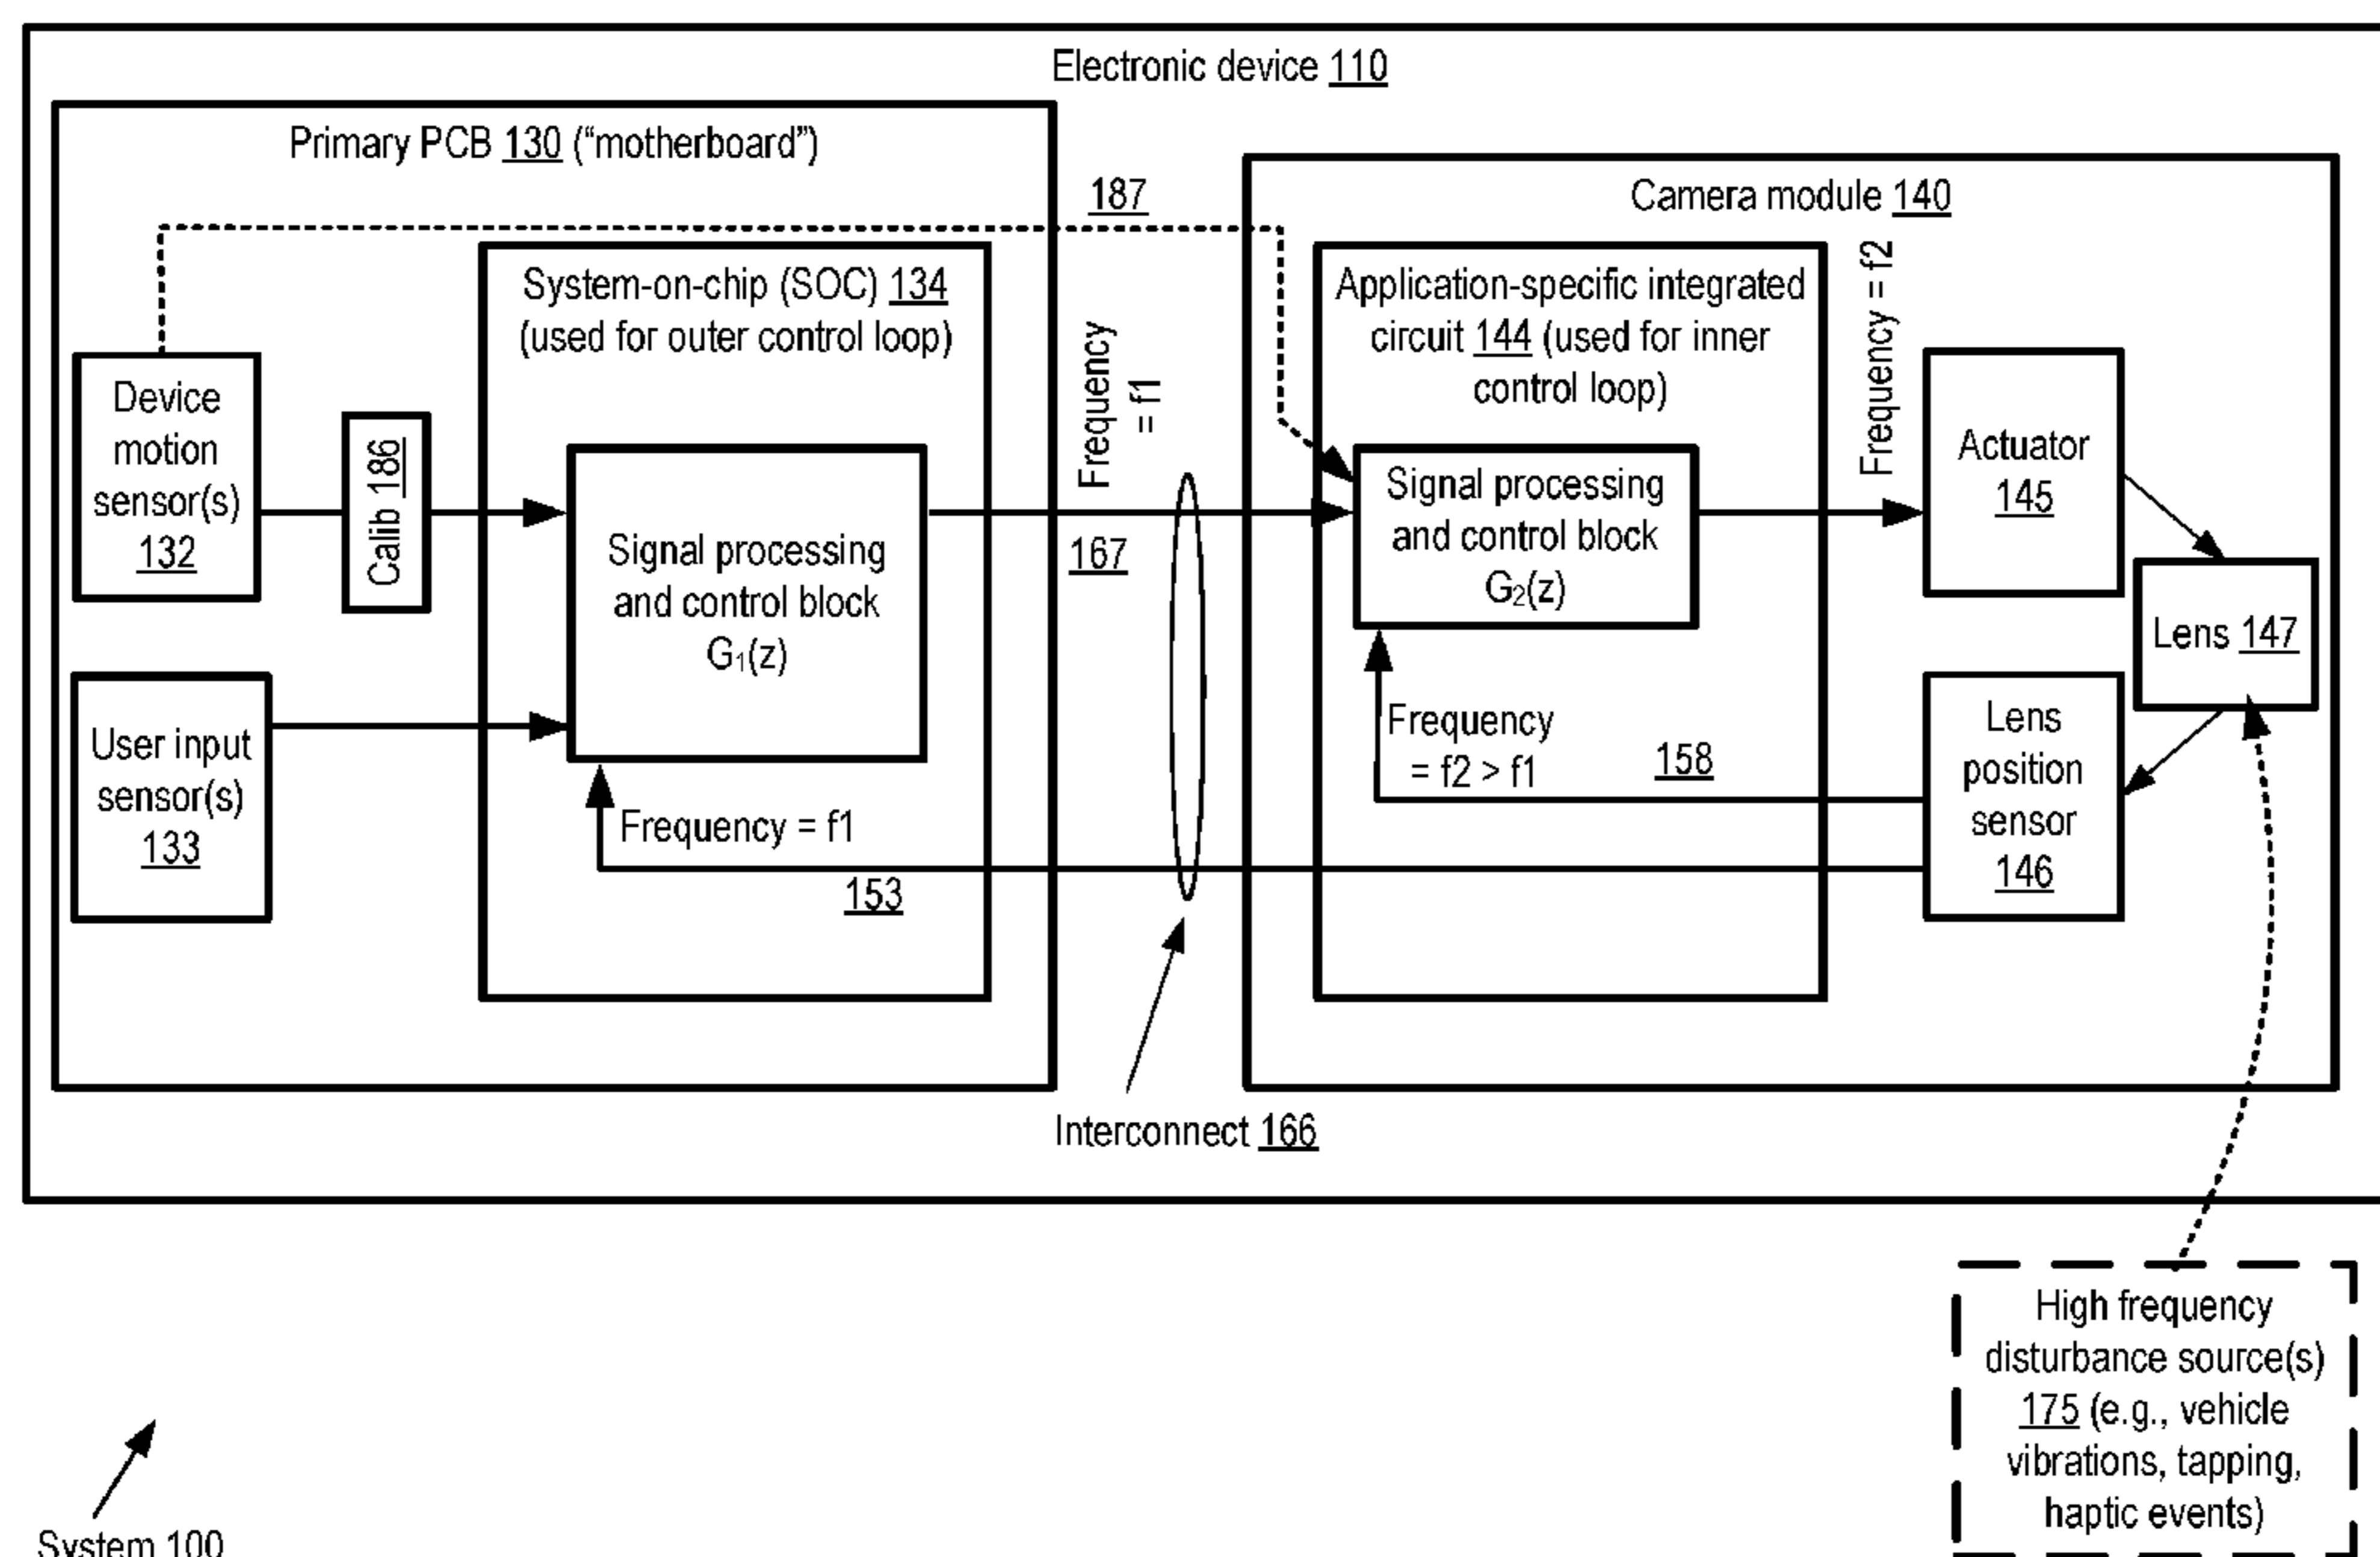 Electronic device 110
Primary PCB 130 (“motherboard”)
187
Camera module 140
System-on-chip (SOC) 134
(used for outer control loop)
Application-specific integrated
circuit 144 (used for inner
control loop)
Frequency = f2
Frequency
= f1
Device
motion
sensor(s)
132
Calib 186
Signal processing
and control block
G₁(z)
167
Signal processing
and control block
G₂(z)
Actuator
145
Lens 147
User input
sensor(s)
133
Frequency = f1
153
Frequency
= f2 > f1
158
Lens
position
sensor
146
Interconnect 166
High frequency
disturbance source(s)
175 (e.g., vehicle
vibrations, tapping,
haptic events)
System 100